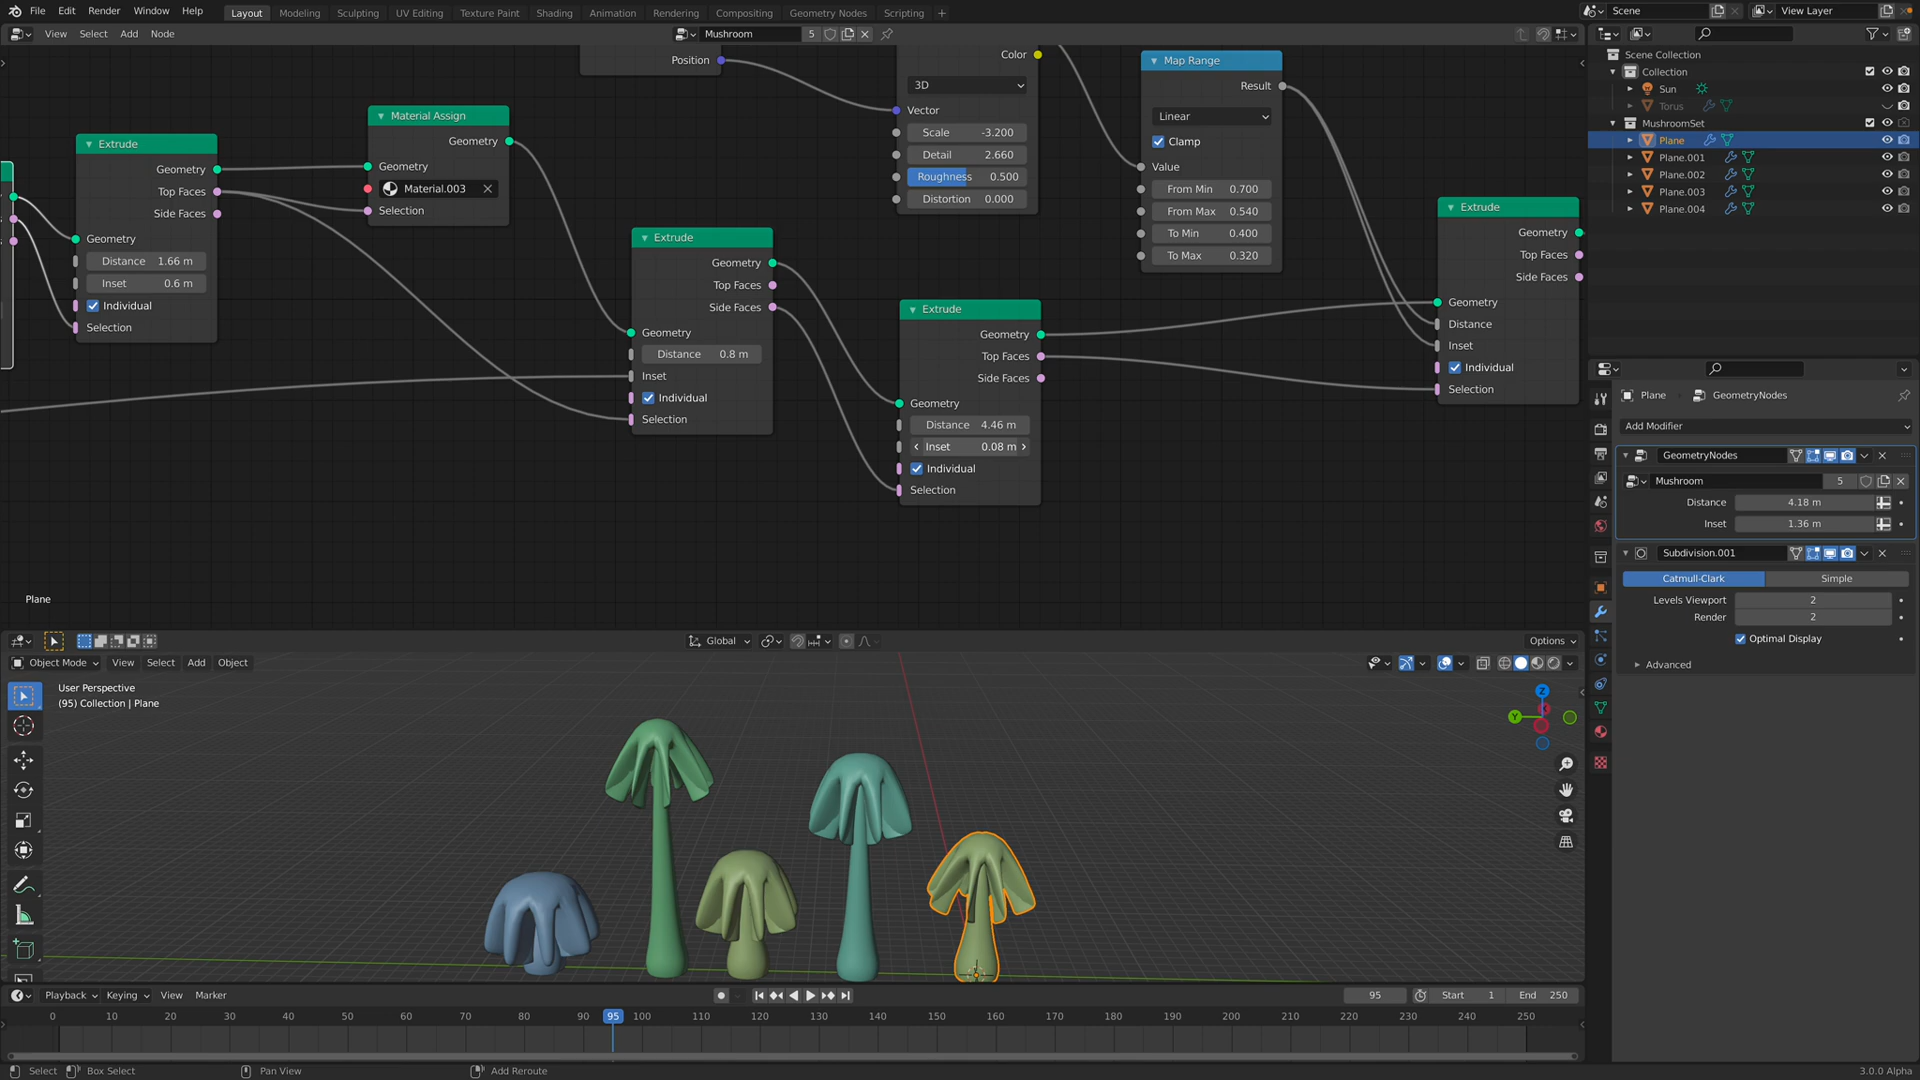 File Edit Render Window Help Layout Modeling Sculpting UV Editing Texture Paint Shading Animation Rendering Compositing Geometry Nodes Scripting + Scene View Layer
View Select Add Node Mushroom 5
Position
Color
3D
Vector
Scale -3.200
Detail 2.660
Roughness 0.500
Distortion 0.000
Map Range
Result
Linear
Clamp
Value
From Min 0.700
From Max 0.540
To Min 0.400
To Max 0.320
Material Assign
Geometry
Geometry
Material.003
Selection
Extrude
Geometry
Top Faces
Side Faces
Geometry
Distance 1.66 m
Inset 0.6 m
Individual
Selection
Extrude
Geometry
Top Faces
Side Faces
Geometry
Distance 0.8 m
Inset
Individual
Selection
Extrude
Geometry
Top Faces
Side Faces
Geometry
Distance 4.46 m
Inset 0.08 m
Individual
Selection
Extrude
Geometry
Top Faces
Side Faces
Geometry
Distance
Inset
Individual
Selection
Plane
Scene Collection
Collection
Sun
Torus
MushroomSet
Plane
Plane.001
Plane.002
Plane.003
Plane.004
Plane GeometryNodes
Add Modifier
GeometryNodes
Mushroom 5
Distance 4.18 m
Inset 1.36 m
Subdivision.001
Catmull-Clark Simple
Levels Viewport 2
Render 2
Optimal Display
Advanced
Global Options
Object Mode View Select Add Object
User Perspective
(95) Collection | Plane
Z
Y
Playback Keying View Marker 95 Start 1 End 250
0 10 20 30 40 50 60 70 80 90 95 100 110 120 130 140 150 160 170 180 190 200 210 220 230 240 250
Select Box Select Pan View Add Reroute 3.0.0 Alpha